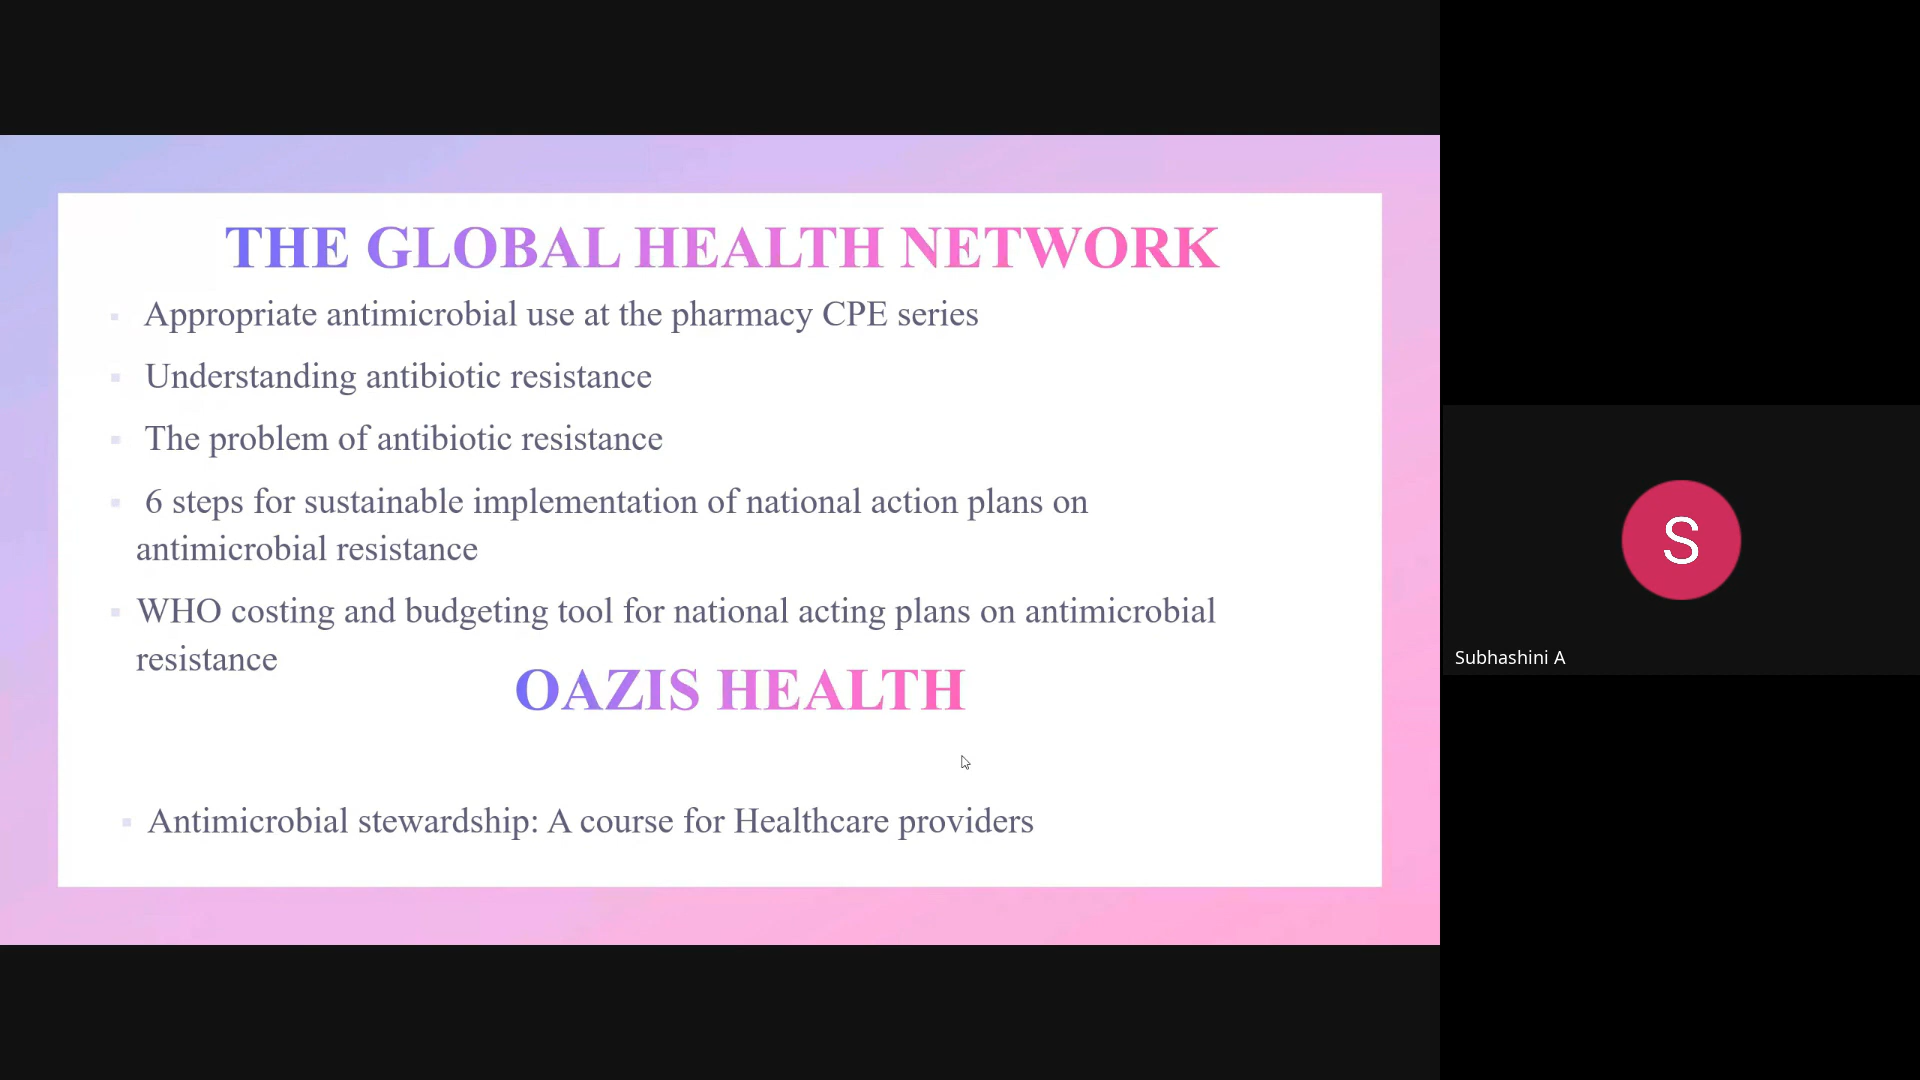 THE GLOBAL HEALTH NETWORK
Appropriate antimicrobial use at the pharmacy CPE series
Understanding antibiotic resistance
The problem of antibiotic resistance
6 steps for sustainable implementation of national action plans on
antimicrobial resistance
WHO costing and budgeting tool for national acting plans on antimicrobial
resistance
OAZIS HEALTH
Antimicrobial stewardship: A course for Healthcare providers
S
Subhashini A